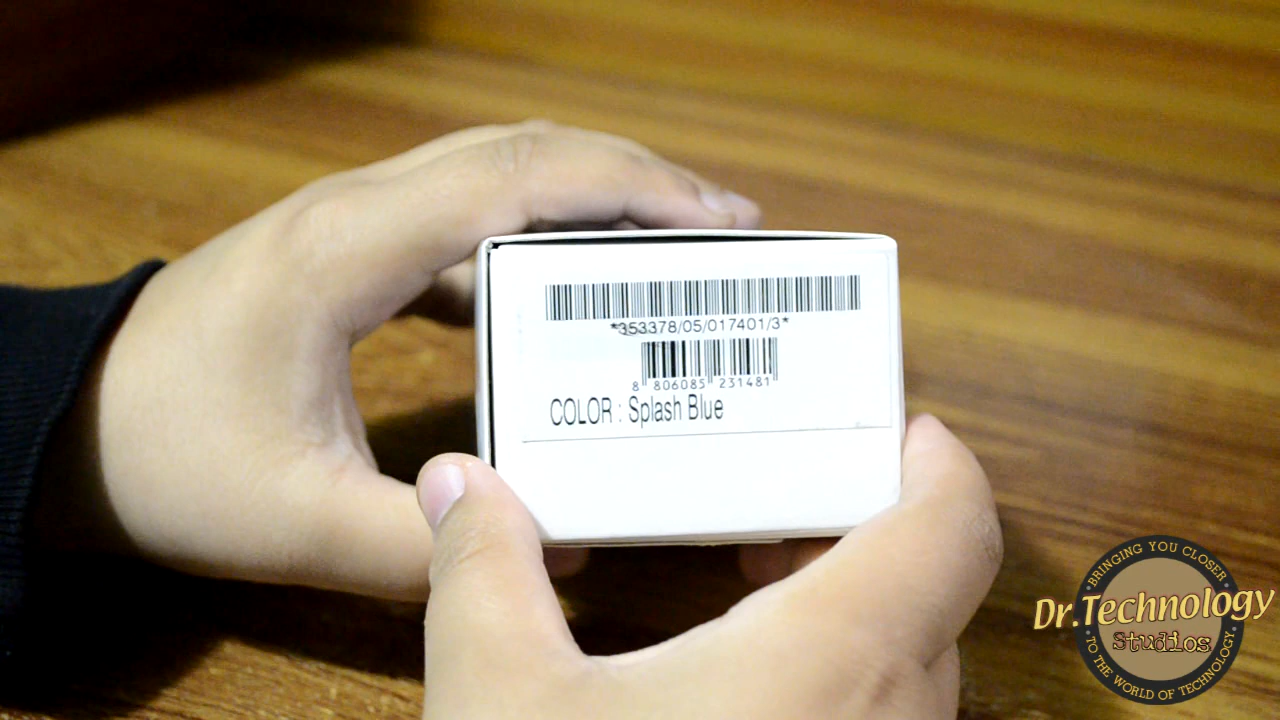 *353378/05/017401/3*
8 806085 231481
COLOR : Splash Blue
BRINGING YOU CLOSER
Dr.Technology
Studios
TO THE WORLD OF TECHNOLOGY.